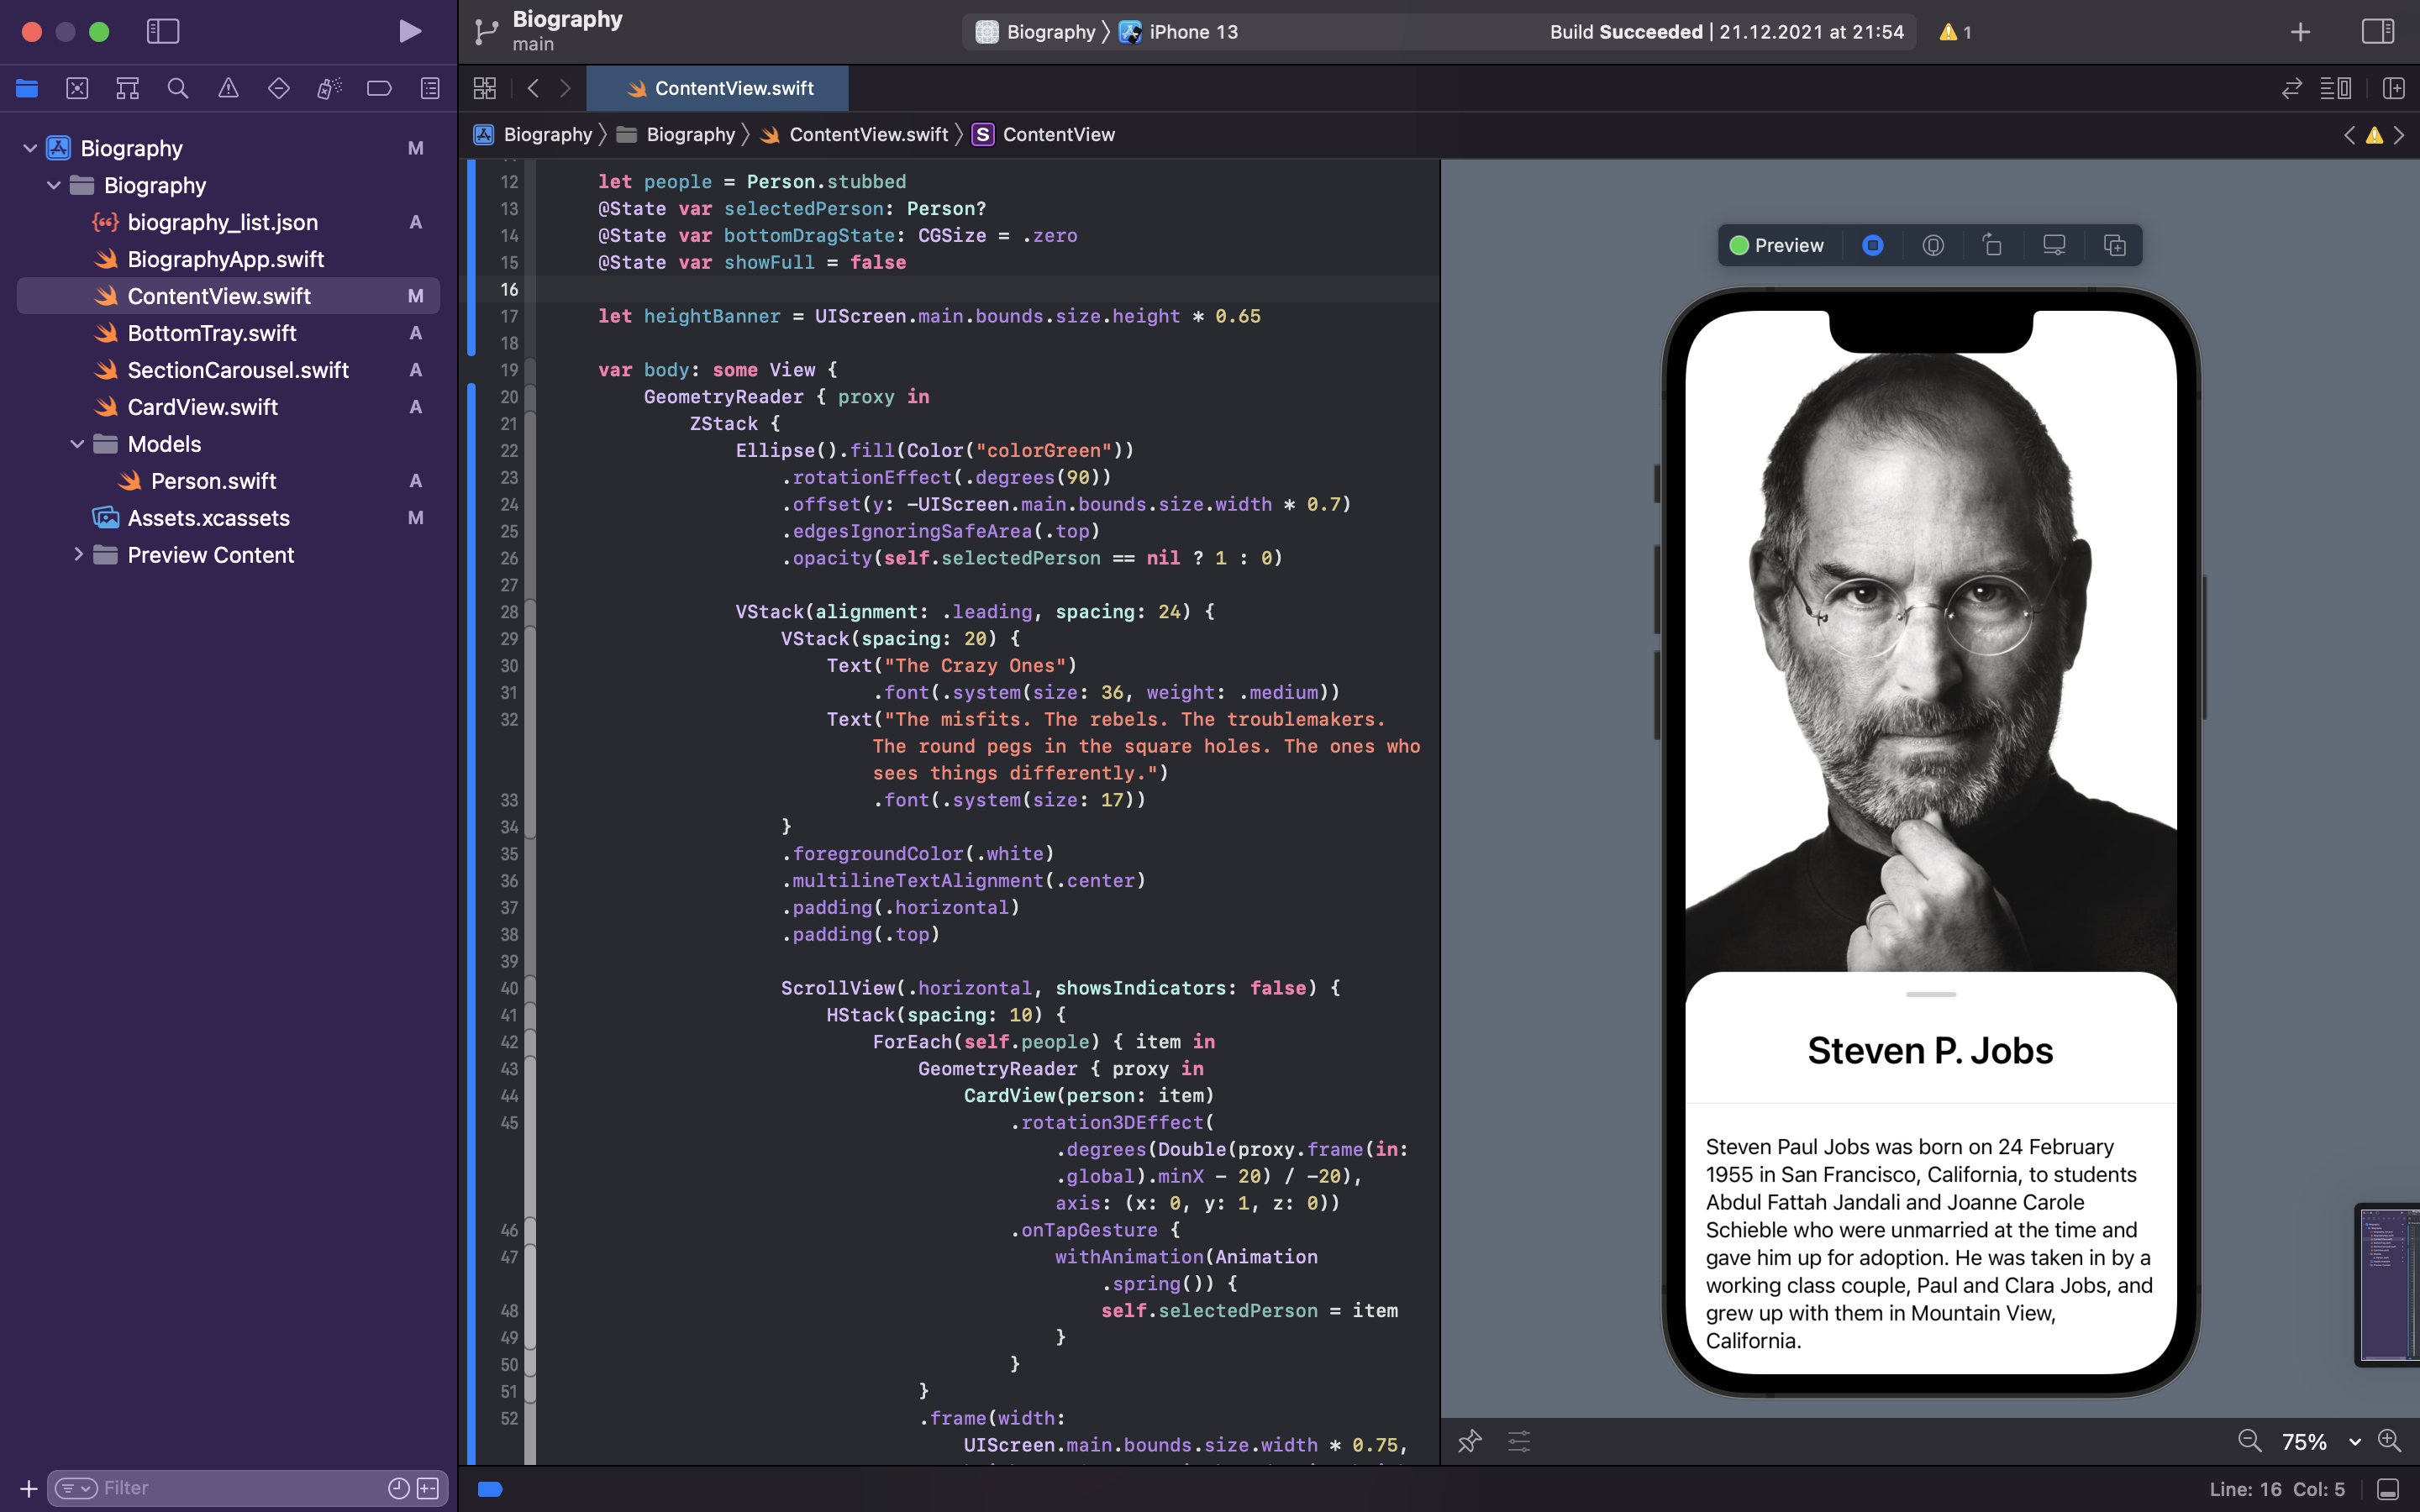 Biography
main
Biography
iPhone 13
Build Succeeded | 21.12.2021 at 21:54
1
ContentView.swift
Biography
Biography
ContentView.swift
S
ContentView
Biography M
Biography
biography_list.json A
BiographyApp.swift
ContentView.swift M
BottomTray.swift A
SectionCarousel.swift A
CardView.swift A
Models
Person.swift A
Assets.xcassets M
Preview Content
Filter
12 let people = Person.stubbed
13 @State var selectedPerson: Person?
14 @State var bottomDragState: CGSize = .zero
15 @State var showFull = false
16
17 let heightBanner = UIScreen.main.bounds.size.height * 0.65
18
19 var body: some View {
20 GeometryReader { proxy in
21 ZStack {
22 Ellipse().fill(Color("colorGreen"))
23 .rotationEffect(.degrees(90))
24 .offset(y: -UIScreen.main.bounds.size.width * 0.7)
25 .edgesIgnoringSafeArea(.top)
26 .opacity(self.selectedPerson == nil ? 1 : 0)
27
28 VStack(alignment: .leading, spacing: 24) {
29 VStack(spacing: 20) {
30 Text("The Crazy Ones")
31 .font(.system(size: 36, weight: .medium))
32 Text("The misfits. The rebels. The troublemakers.
The round pegs in the square holes. The ones who
sees things differently.")
33 .font(.system(size: 17))
34 }
35 .foregroundColor(.white)
36 .multilineTextAlignment(.center)
37 .padding(.horizontal)
38 .padding(.top)
39
40 ScrollView(.horizontal, showsIndicators: false) {
41 HStack(spacing: 10) {
42 ForEach(self.people) { item in
43 GeometryReader { proxy in
44 CardView(person: item)
45 .rotation3DEffect(
.degrees(Double(proxy.frame(in:
.global).minX - 20) / -20),
axis: (x: 0, y: 1, z: 0))
46 .onTapGesture {
47 withAnimation(Animation
.spring()) {
48 self.selectedPerson = item
49 }
50 }
51 }
52 .frame(width:
UIScreen.main.bounds.size.width * 0.75,
Preview
Steven P. Jobs
Steven Paul Jobs was born on 24 February
1955 in San Francisco, California, to students
Abdul Fattah Jandali and Joanne Carole
Schieble who were unmarried at the time and
gave him up for adoption. He was taken in by a
working class couple, Paul and Clara Jobs, and
grew up with them in Mountain View,
California.
75%
Line: 16 Col: 5